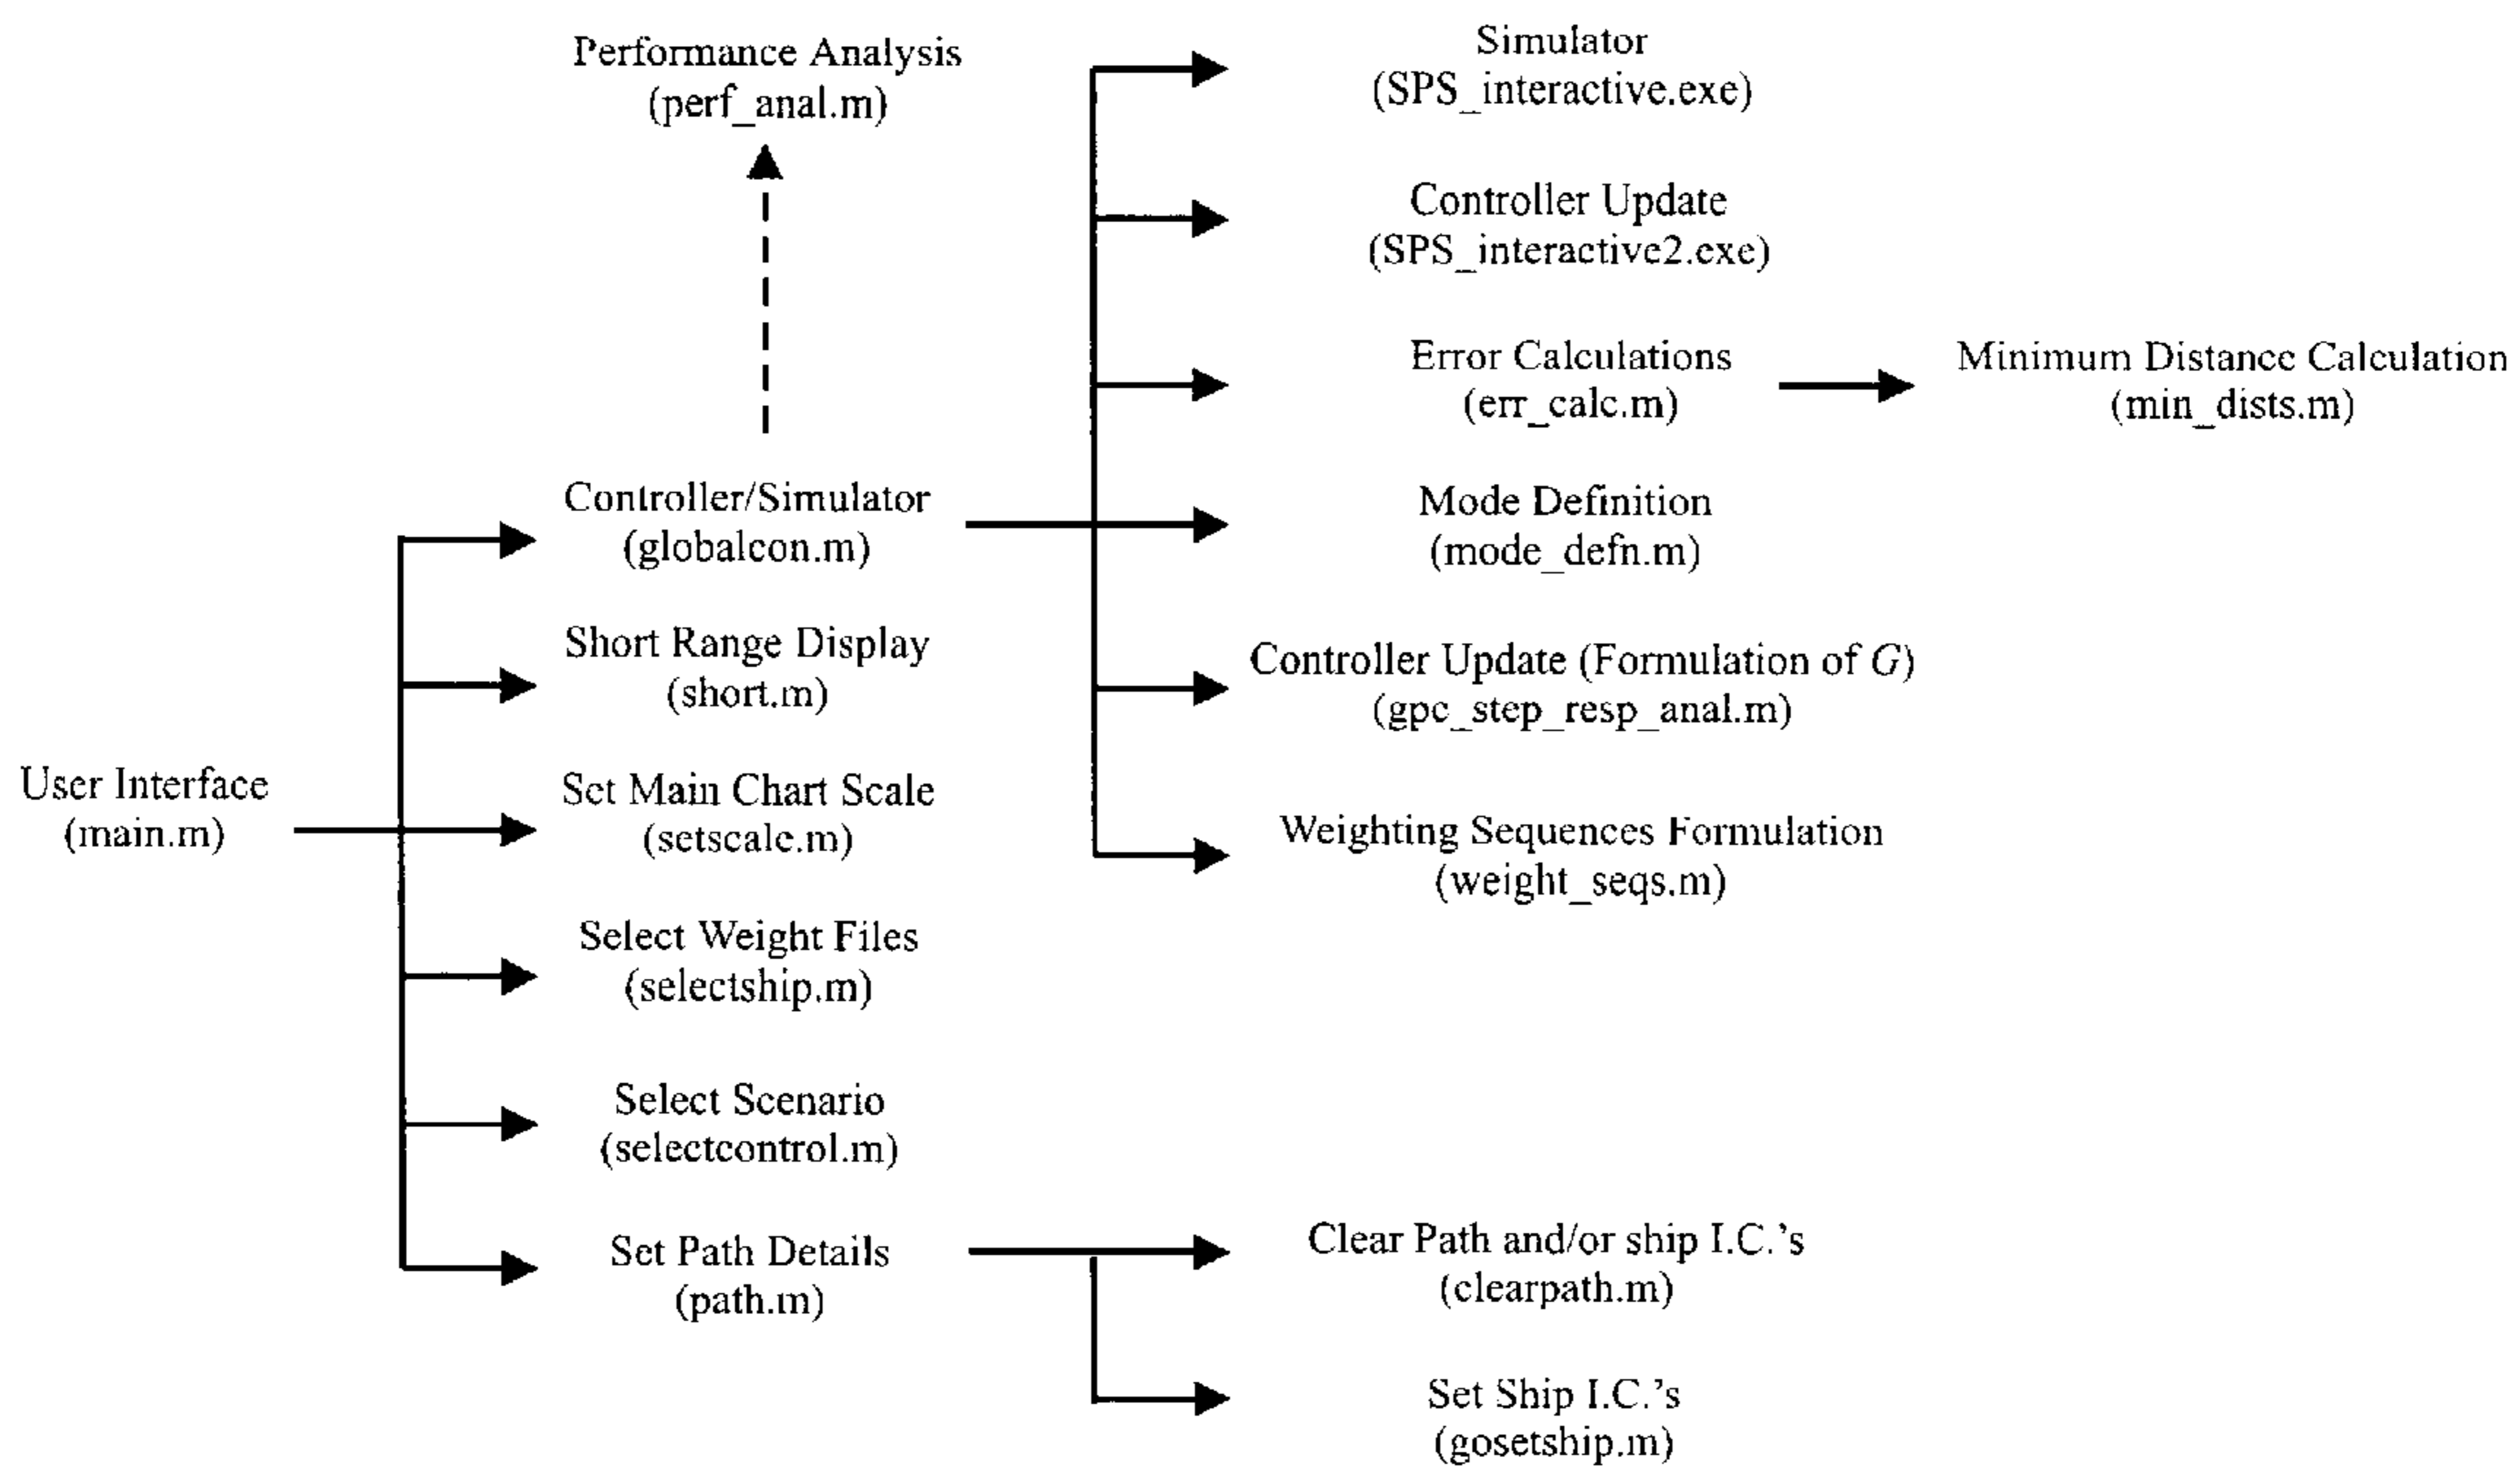 Performance Analysis
(perf_anal.m)
Simulator
(SPS_interactive.exe)
Controller Update
(SPS_interactive2.exe)
Error Calculations
(err_calc.m)
Minimum Distance Calculation
(min_dists.m)
Controller/Simulator
(globalcon.m)
Mode Definition
(mode_defn.m)
Short Range Display
(short.m)
Controller Update (Formulation of G)
(gpc_step_resp_anal.m)
User Interface
(main.m)
Set Main Chart Scale
(setscale.m)
Weighting Sequences Formulation
(weight_seqs.m)
Select Weight Files
(selectship.m)
Select Scenario
(selectcontrol.m)
Set Path Details
(path.m)
Clear Path and/or ship I.C.'s
(clearpath.m)
Set Ship I.C.'s
(gosetship.m)